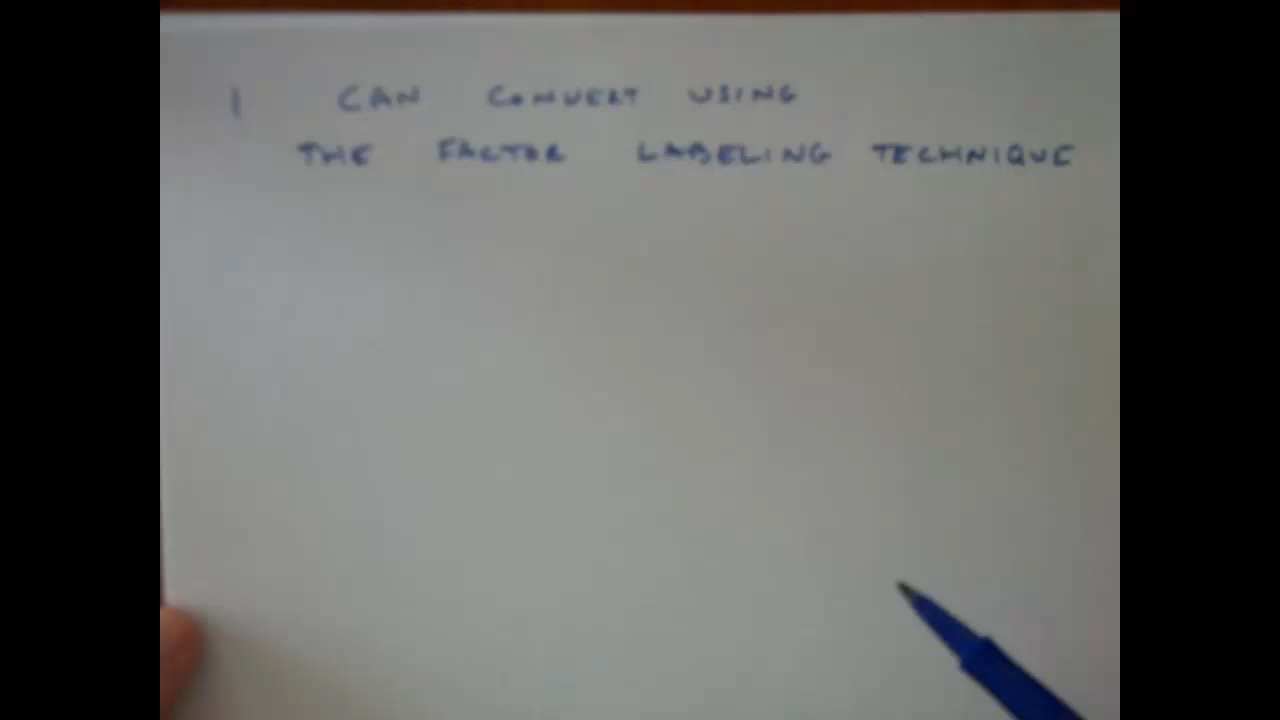 I CAN CONVERT USING
THE FACTOR LABELING TECHNIQUE